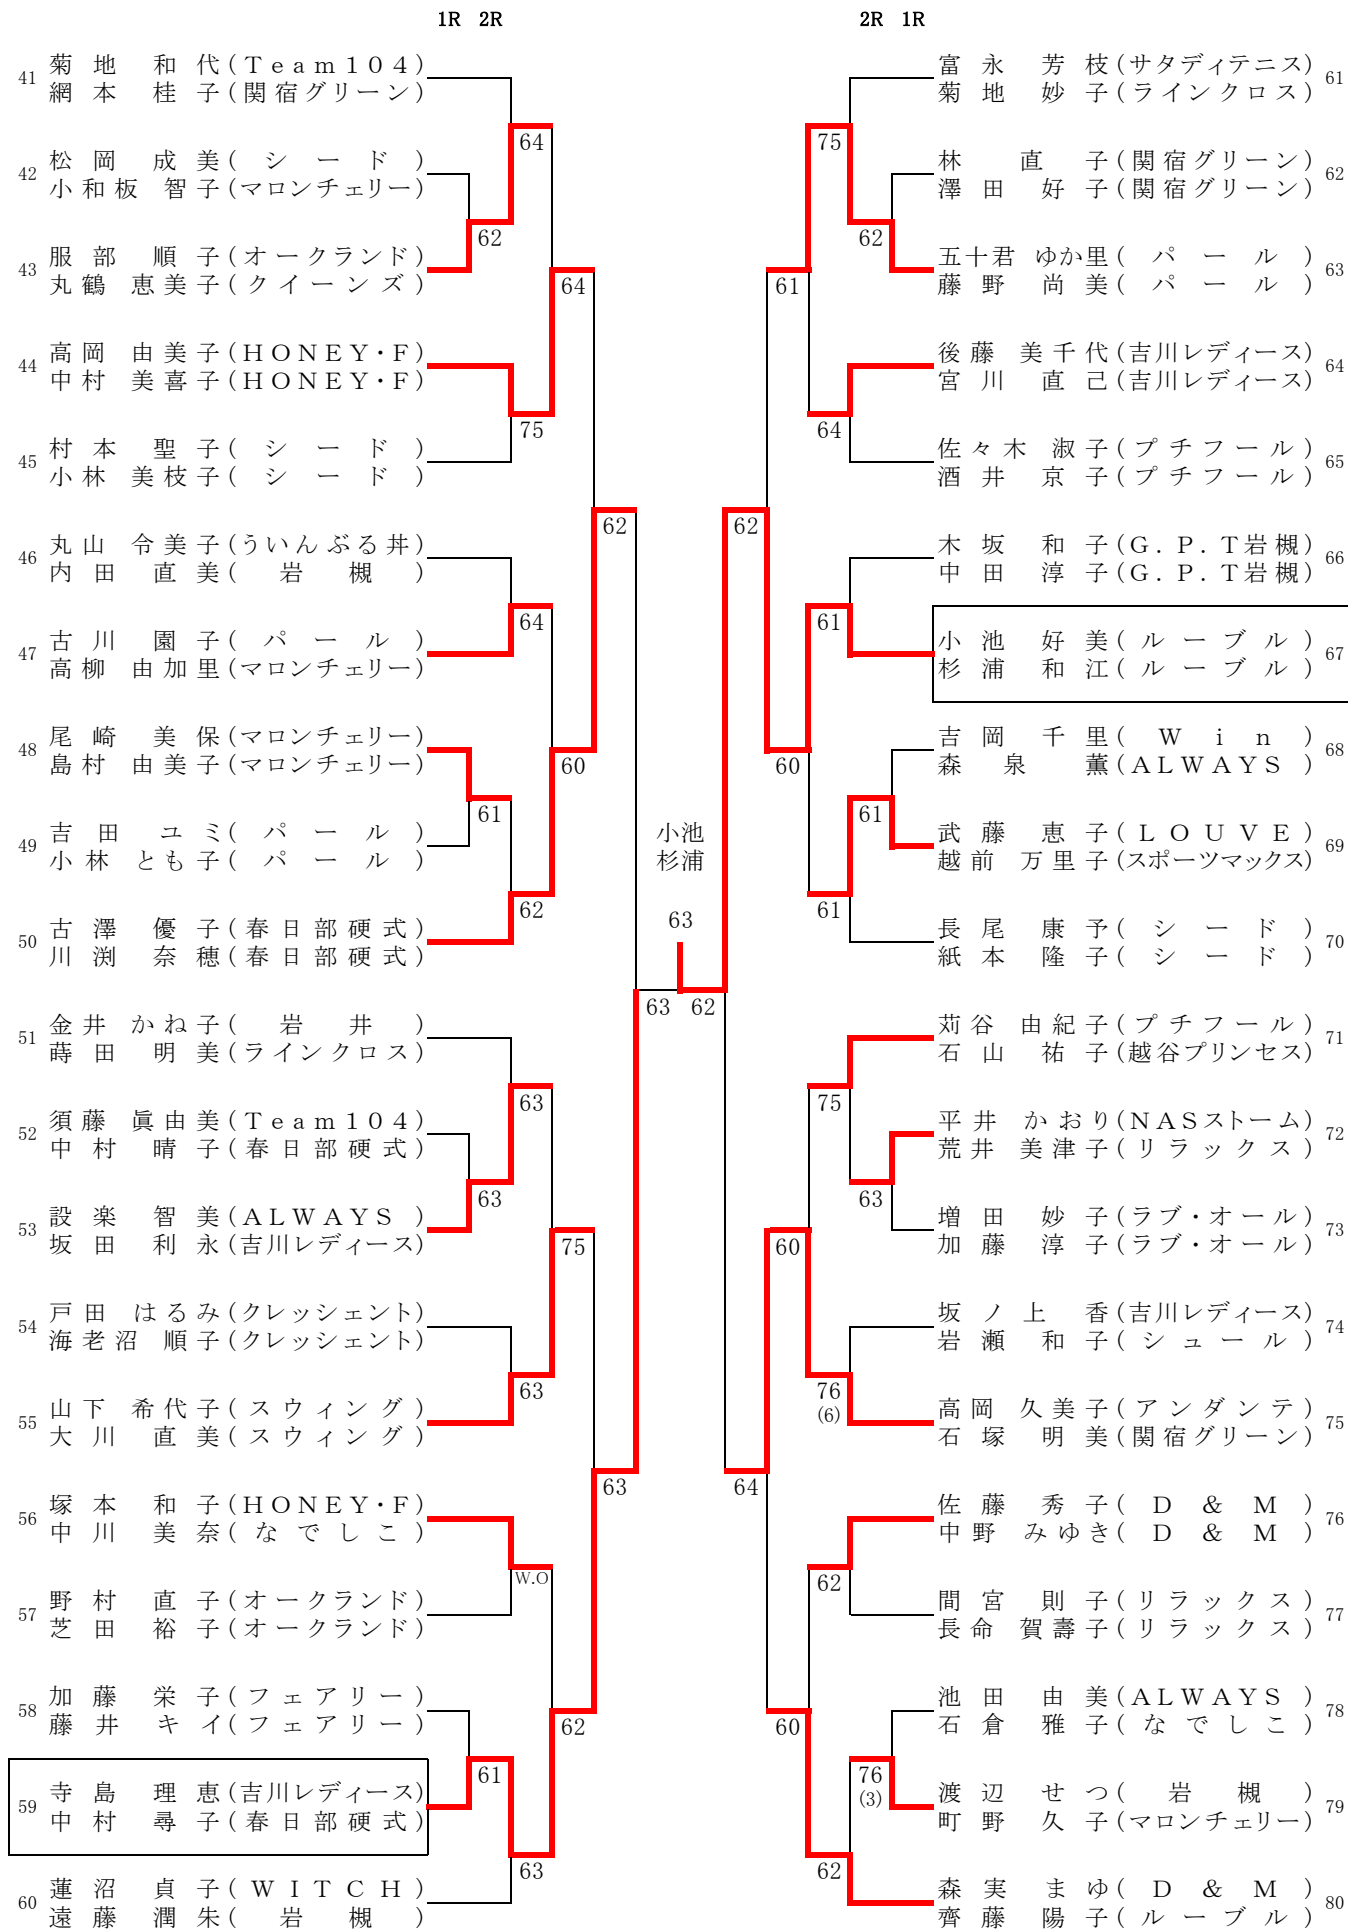 1R 2R
2R 1R
41 菊地 和代(Team104)
網本 桂子(関宿グリーン)
64
42 松岡 成美(シード)
小和板 智子(マロンチェリー)
62
43 服部 順子(オークランド)
丸鶴 恵美子(クイーンズ)
64
44 高岡 由美子(HONEY・F)
中村 美喜子(HONEY・F)
75
45 村本 聖子(シード)
小林 美枝子(シード)
62
46 丸山 令美子(ういんぶる丼)
内田 直美(岩槻)
64
47 古川 園子(パール)
高柳 由加里(マロンチェリー)
48 尾崎 美保(マロンチェリー)
島村 由美子(マロンチェリー)
60
61
49 吉田 ユミ(パール)
小林 とも子(パール)
62
50 古澤 優子(春日部硬式)
川渕 奈穂(春日部硬式)
63
51 金井 かね子(岩井)
蒔田 明美(ラインクロス)
63
52 須藤 眞由美(Team104)
中村 晴子(春日部硬式)
63
53 設楽 智美(ALWAYS)
坂田 利永(吉川レディース)
75
54 戸田 はるみ(クレッシェント)
海老沼 順子(クレッシェント)
63
55 山下 希代子(スウィング)
大川 直美(スウィング)
63
56 塚本 和子(HONEY・F)
中川 美奈(なでしこ)
W.O
57 野村 直子(オークランド)
芝田 裕子(オークランド)
58 加藤 栄子(フェアリー)
藤井 キイ(フェアリー)
62
61
59 寺島 理恵(吉川レディース)
中村 尋子(春日部硬式)
63
60 蓮沼 貞子(WITCH)
遠藤 潤朱(岩槻)
小池
杉浦
63
富永 芳枝(サタディテニス) 61
菊地 妙子(ラインクロス)
75
林 直子(関宿グリーン) 62
澤田 好子(関宿グリーン)
62
五十君 ゆか里(パール) 63
藤野 尚美(パール)
61
後藤 美千代(吉川レディース) 64
宮川 直己(吉川レディース)
64
佐々木 淑子(プチフール) 65
酒井 京子(プチフール)
62
木坂 和子(G.P.T岩槻) 66
中田 淳子(G.P.T岩槻)
61
小池 好美(ルーブル) 67
杉浦 和江(ルーブル)
吉岡 千里(Win) 68
森泉 薫(ALWAYS)
60
61
武藤 恵子(LOUVE) 69
越前 万里子(スポーツマックス)
61
長尾 康予(シード) 70
紙本 隆子(シード)
62
苅谷 由紀子(プチフール) 71
石山 祐子(越谷プリンセス)
75
平井 かおり(NASストーム) 72
荒井 美津子(リラックス)
63
増田 妙子(ラブ・オール) 73
加藤 淳子(ラブ・オール)
60
坂ノ上 香(吉川レディース) 74
岩瀬 和子(シュール)
76
(6)
高岡 久美子(アンダンテ) 75
石塚 明美(関宿グリーン)
64
佐藤 秀子(D&M) 76
中野 みゆき(D&M)
62
間宮 則子(リラックス) 77
長命 賀壽子(リラックス)
池田 由美(ALWAYS) 78
石倉 雅子(なでしこ)
60
76
(3)
渡辺 せつ(岩槻) 79
町野 久子(マロンチェリー)
62
森実 まゆ(D&M) 80
齊藤 陽子(ルーブル)